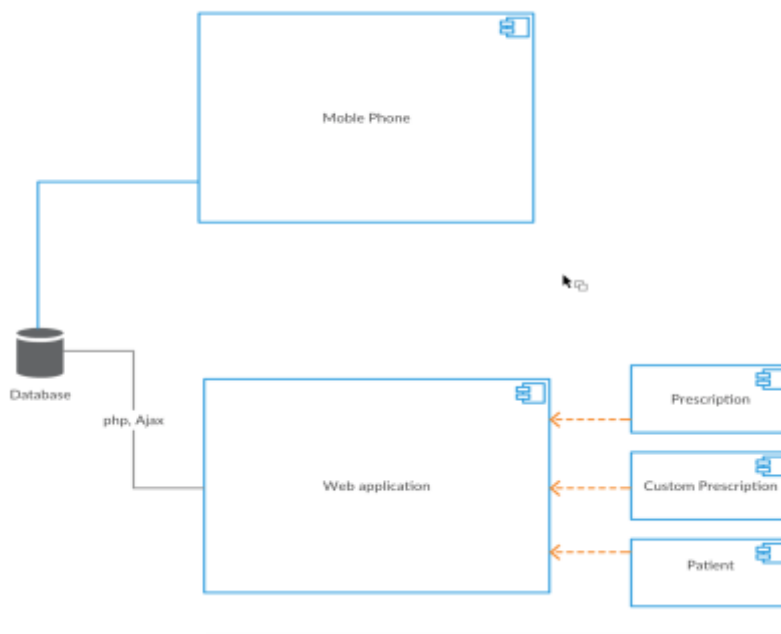 Moble Phone
Database
php, Ajax
Web application
Prescription
Custom Prescription
Patient